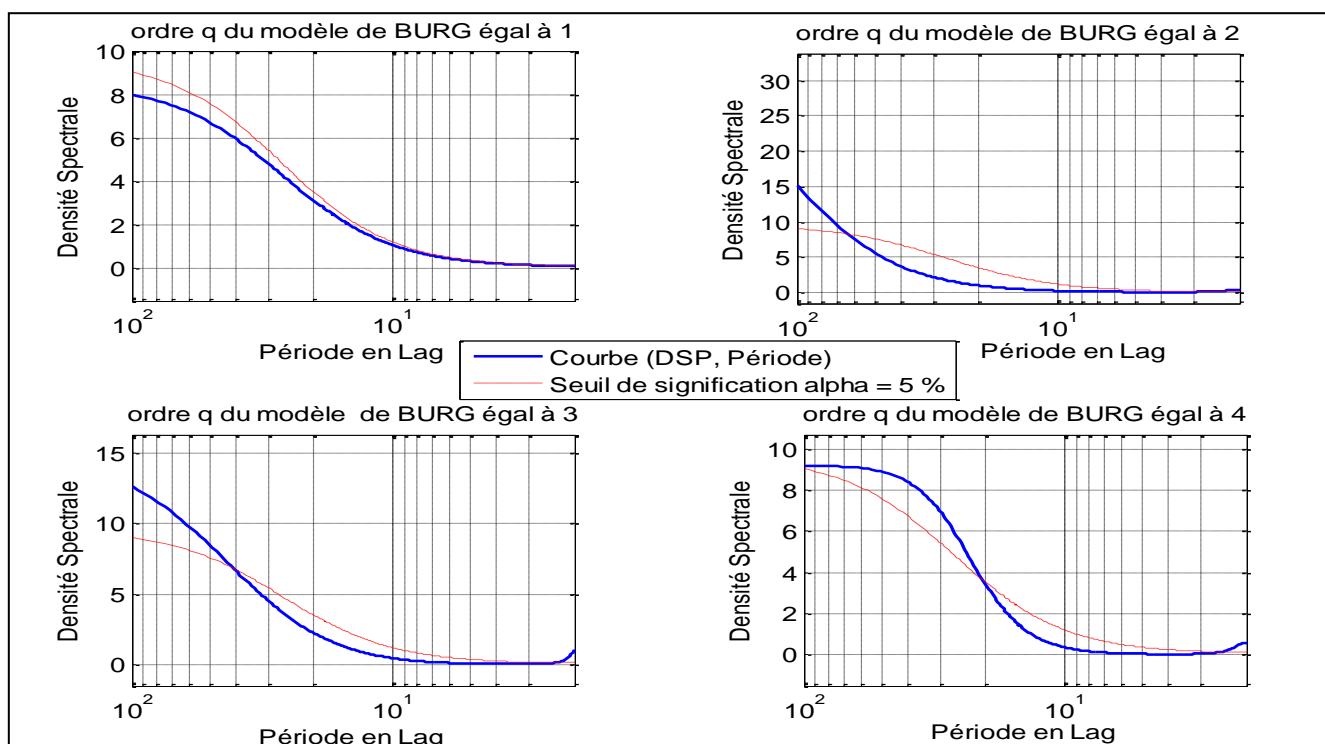 ordre q du modèle de BURG égal à 1
Densité Spectrale
10
8
6
4
2
0
10²
10¹
Période en Lag
ordre q du modèle de BURG égal à 2
Densité Spectrale
30
25
20
15
10
5
0
10²
10¹
Période en Lag
Courbe (DSP, Période)
Seuil de signification alpha = 5 %
ordre q du modèle de BURG égal à 3
Densité Spectrale
15
10
5
0
10²
10¹
Période en Lag
ordre q du modèle de BURG égal à 4
Densité Spectrale
10
8
6
4
2
0
10²
10¹
Période en Lag